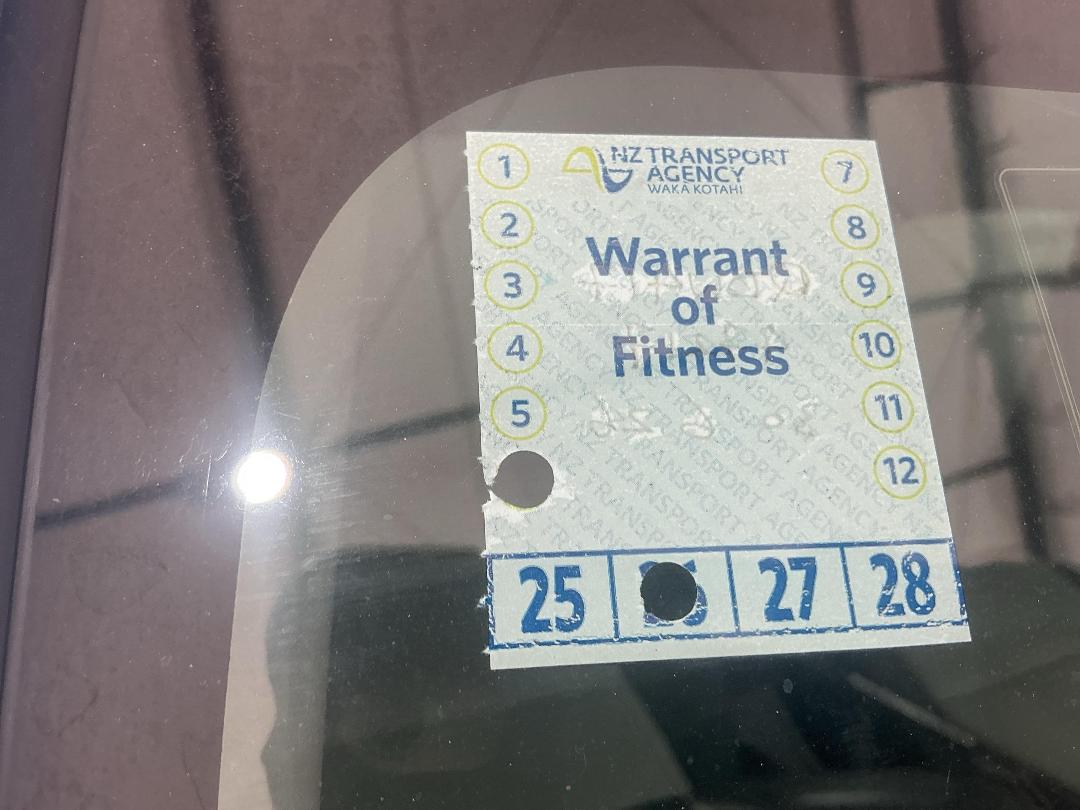 NZ TRANSPORT
AGENCY
WAKA KOTAHI
Warrant
of
Fitness
1
2
3
4
5
7
8
9
10
11
12
25 27 28